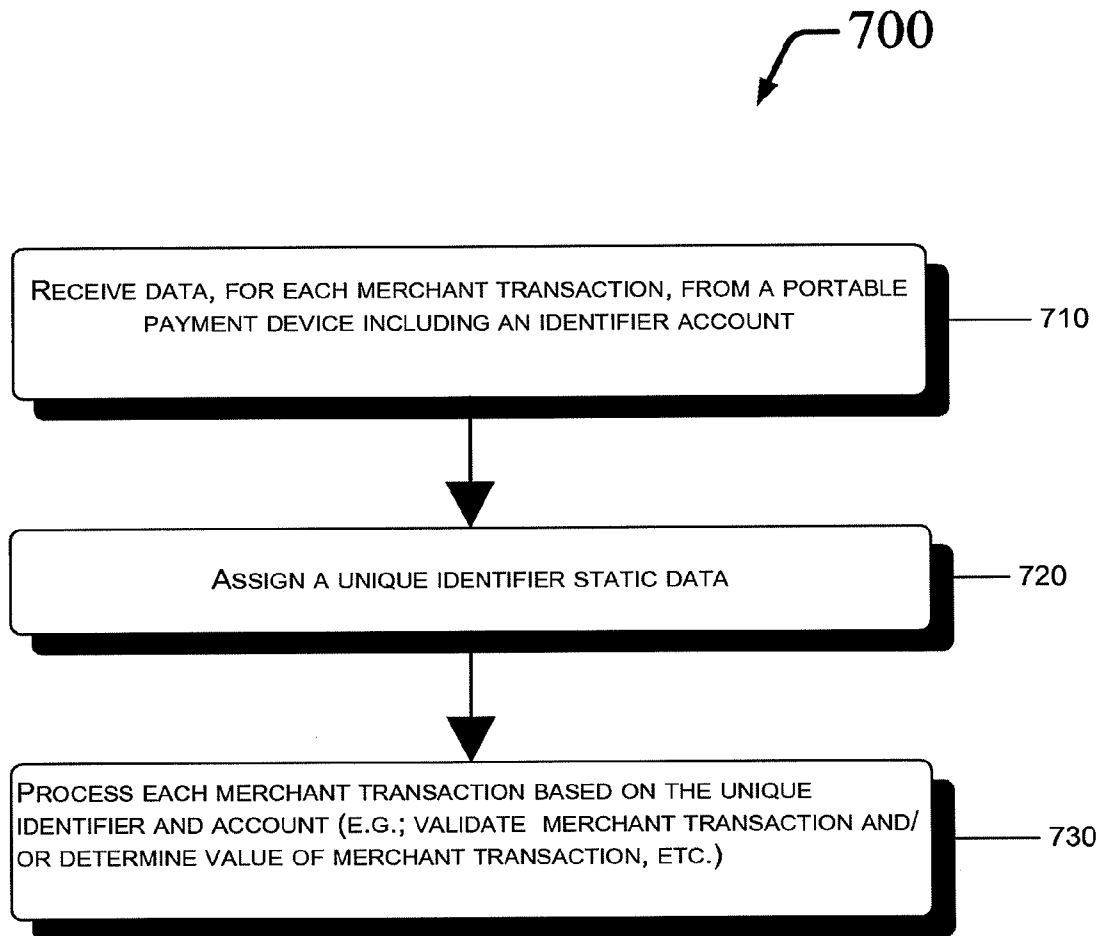 700
RECEIVE DATA, FOR EACH MERCHANT TRANSACTION, FROM A PORTABLE
PAYMENT DEVICE INCLUDING AN IDENTIFIER ACCOUNT
710
ASSIGN A UNIQUE IDENTIFIER STATIC DATA
720
PROCESS EACH MERCHANT TRANSACTION BASED ON THE UNIQUE
IDENTIFIER AND ACCOUNT (E.G.; VALIDATE MERCHANT TRANSACTION AND/
OR DETERMINE VALUE OF MERCHANT TRANSACTION, ETC.)
730